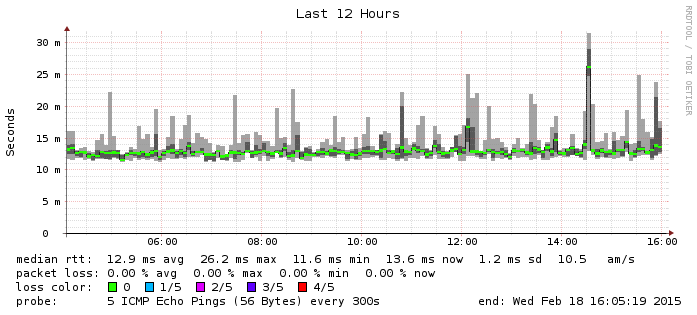 Last 12 Hours
RRDTOOL / TOBI OETIKER
Seconds
30 m
25 m
20 m
15 m
10 m
5 m
0
06:00 08:00 10:00 12:00 14:00 16:00
median rtt: 12.9 ms avg 26.2 ms max 11.6 ms min 13.6 ms now 1.2 ms sd 10.5 am/s
packet loss: 0.00 % avg 0.00 % max 0.00 % min 0.00 % now
loss color: 0 1/5 2/5 3/5 4/5
probe: 5 ICMP Echo Pings (56 Bytes) every 300s end: Wed Feb 18 16:05:19 2015